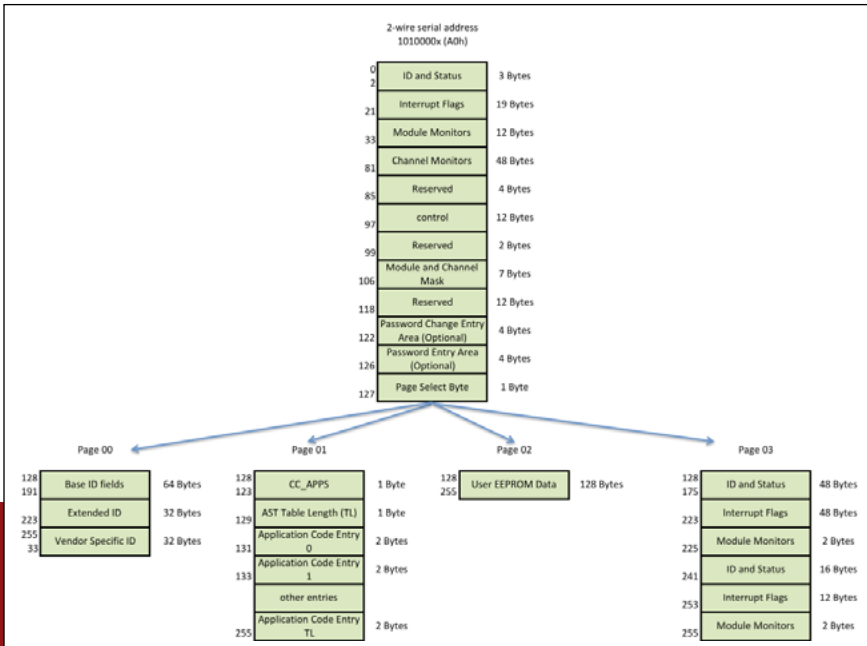 2-wire serial address
1010000x (A0h)
0
2
ID and Status
3 Bytes
21
Interrupt Flags
19 Bytes
33
Module Monitors
12 Bytes
81
Channel Monitors
48 Bytes
85
Reserved
4 Bytes
97
control
12 Bytes
99
Reserved
2 Bytes
106
Module and Channel
Mask
7 Bytes
118
Reserved
12 Bytes
122
Password Change Entry
Area (Optional)
4 Bytes
126
Password Entry Area
(Optional)
4 Bytes
127
Page Select Byte
1 Byte
Page 00
128
191
Base ID fields
64 Bytes
223
Extended ID
32 Bytes
255
33
Vendor Specific ID
32 Bytes
Page 01
128
123
CC_APPS
1 Byte
129
AST Table Length (TL)
1 Byte
131
Application Code Entry
0
2 Bytes
133
Application Code Entry
1
2 Bytes
other entries
255
Application Code Entry
TL
2 Bytes
Page 02
128
255
User EEPROM Data
128 Bytes
Page 03
128
175
ID and Status
48 Bytes
223
Interrupt Flags
48 Bytes
225
Module Monitors
2 Bytes
241
ID and Status
16 Bytes
253
Interrupt Flags
12 Bytes
255
Module Monitors
2 Bytes